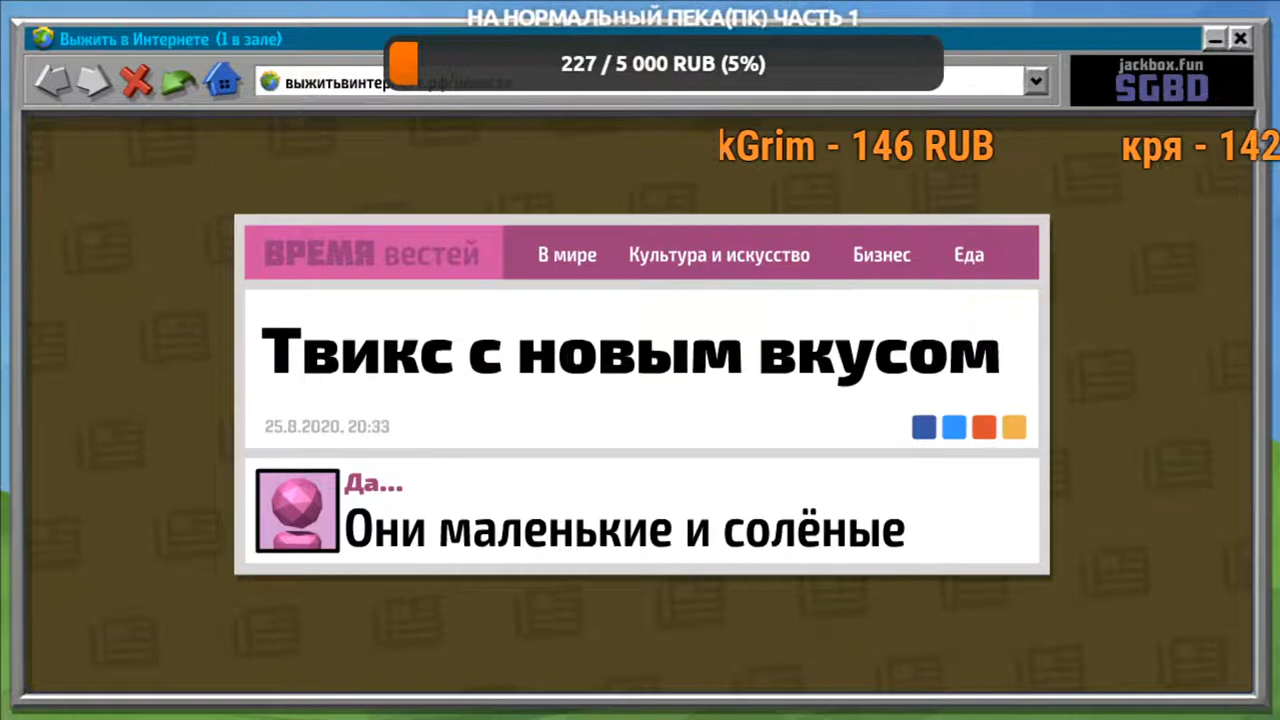 НА НОРМАЛЬНЫЙ ПЕКА(ПК) ЧАСТЬ 1
Выжить в Интернете (1 в зале)
227 / 5 000 RUB (5%)
jackbox.fun
SGBD
kGrim - 146 RUB
кря - 142
ВРЕМЯ вестей
В мире Культура и искусство Бизнес Еда
Твикс с новым вкусом
25.8.2020, 20:33
Да...
Они маленькие и солёные